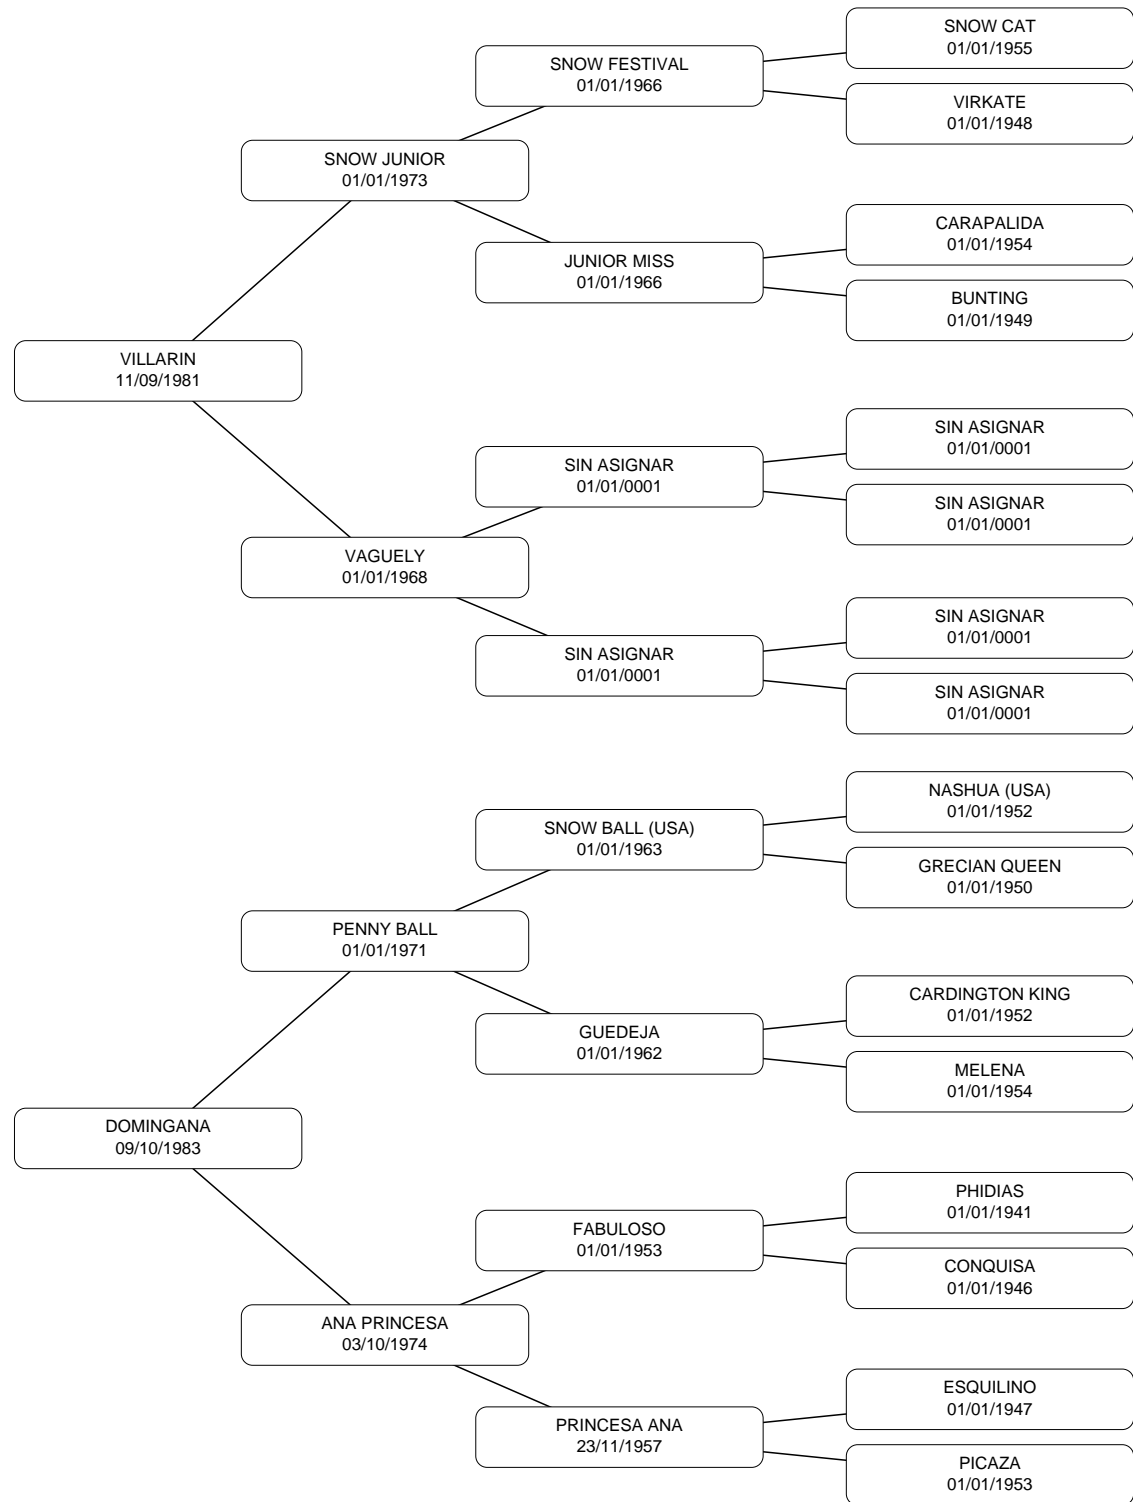 SNOW CAT
01/01/1955
SNOW FESTIVAL
01/01/1966
VIRKATE
01/01/1948
SNOW JUNIOR
01/01/1973
CARAPALIDA
01/01/1954
JUNIOR MISS
01/01/1966
BUNTING
01/01/1949
VILLARIN
11/09/1981
SIN ASIGNAR
01/01/0001
SIN ASIGNAR
01/01/0001
SIN ASIGNAR
01/01/0001
VAGUELY
01/01/1968
SIN ASIGNAR
01/01/0001
SIN ASIGNAR
01/01/0001
SIN ASIGNAR
01/01/0001
NASHUA (USA)
01/01/1952
SNOW BALL (USA)
01/01/1963
GRECIAN QUEEN
01/01/1950
PENNY BALL
01/01/1971
CARDINGTON KING
01/01/1952
GUEDEJA
01/01/1962
MELENA
01/01/1954
DOMINGANA
09/10/1983
PHIDIAS
01/01/1941
FABULOSO
01/01/1953
CONQUISA
01/01/1946
ANA PRINCESA
03/10/1974
ESQUILINO
01/01/1947
PRINCESA ANA
23/11/1957
PICAZA
01/01/1953